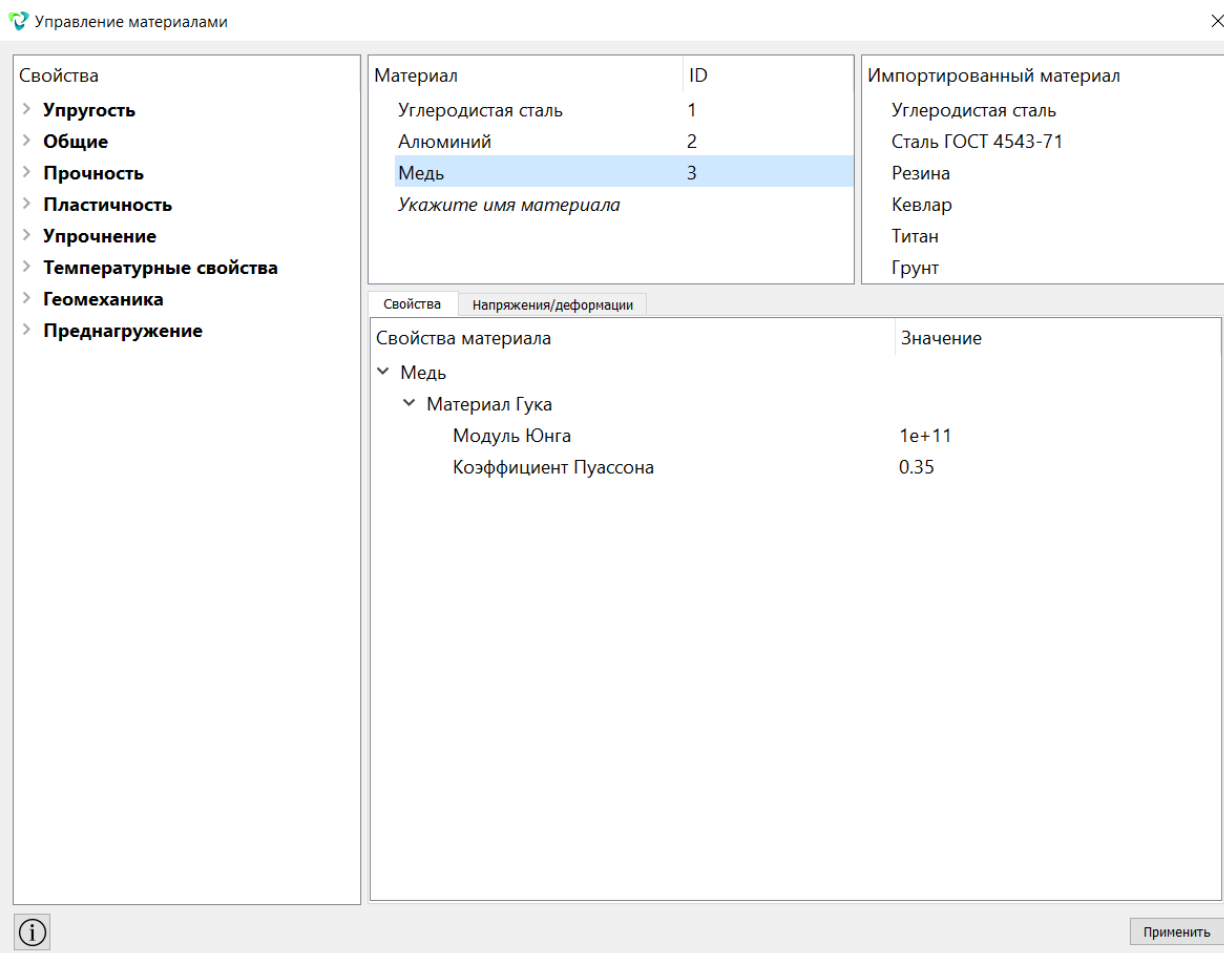 Управление материалами
Свойства
Упругость
Общие
Прочность
Пластичность
Упрочнение
Температурные свойства
Геомеханика
Преднагружение
Материал ID
Углеродистая сталь 1
Алюминий 2
Медь 3
Укажите имя материала
Импортированный материал
Углеродистая сталь
Сталь ГОСТ 4543-71
Резина
Кевлар
Титан
Грунт
Свойства Напряжения/деформации
Свойства материала Значение
Медь
Материал Гука
Модуль Юнга 1e+11
Коэффициент Пуассона 0.35
Применить